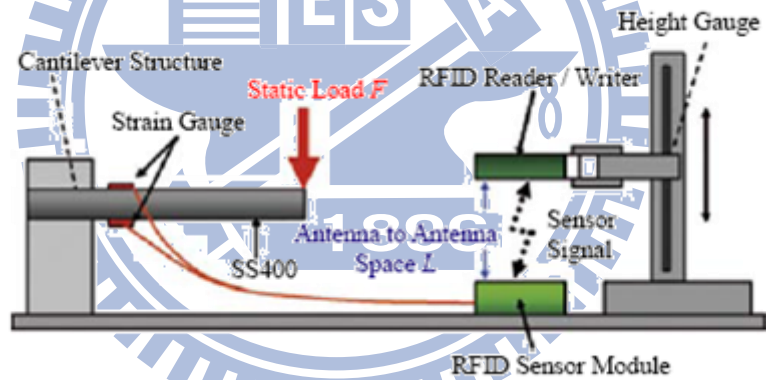 Height Gauge
Cantilever Structure
Static Load F
RFID Reader / Writer
Strain Gauge
Antenna to Antenna
Space L
Sensor
Signal
SS400
RFID Sensor Module
E S A
1896